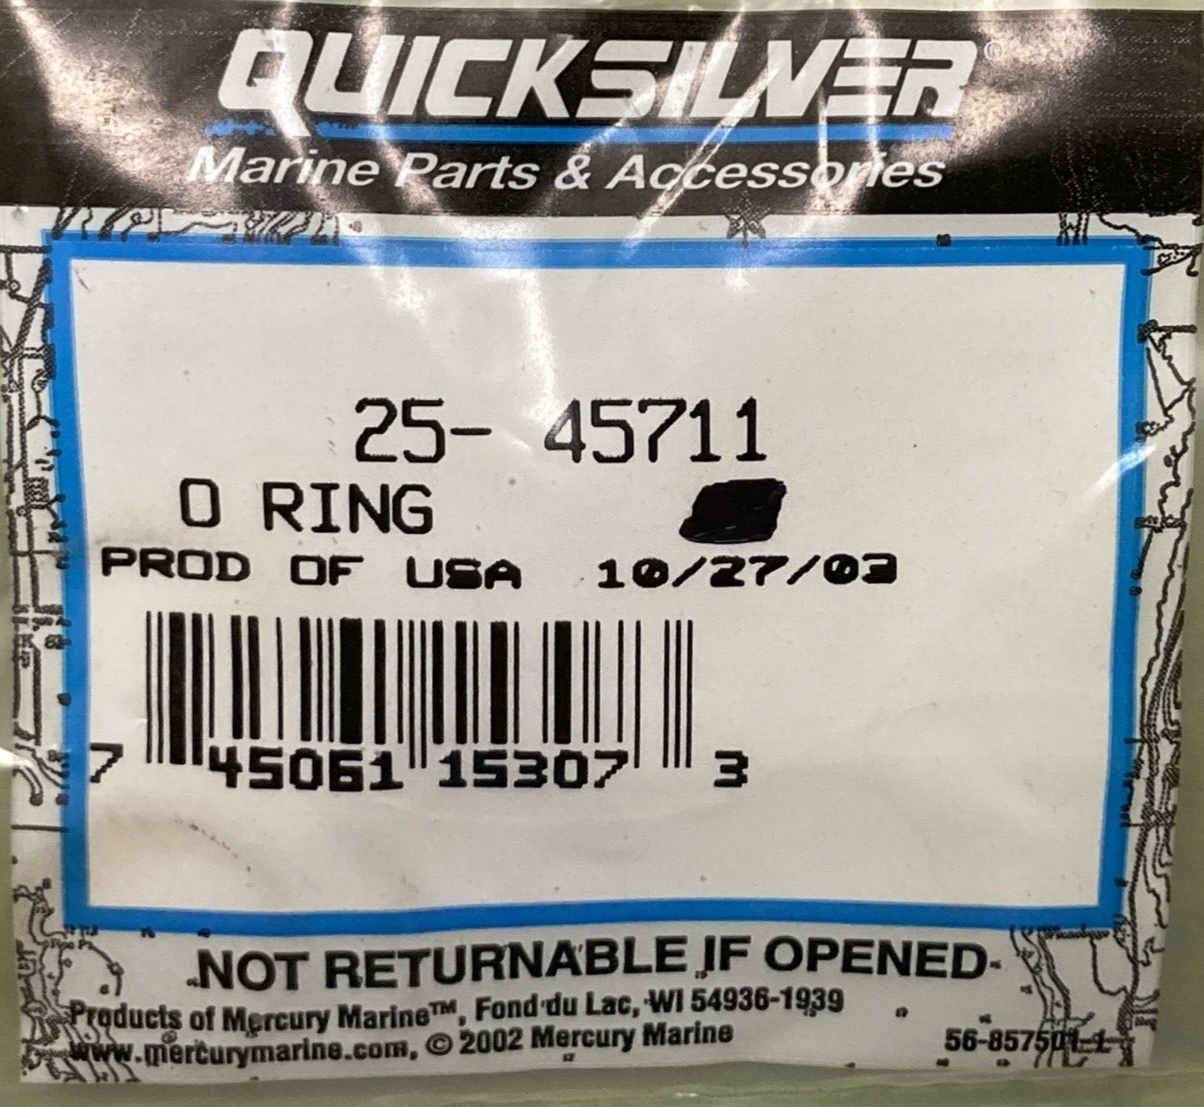 QUICKSILVER®
Marine Parts & Accessories
25- 45711
O RING
PROD OF USA 10/27/03
7 45061 15307 3
NOT RETURNABLE IF OPENED
Products of Mercury Marine™, Fond du Lac, WI 54936-1939
www.mercurymarine.com, © 2002 Mercury Marine
56-857501-1